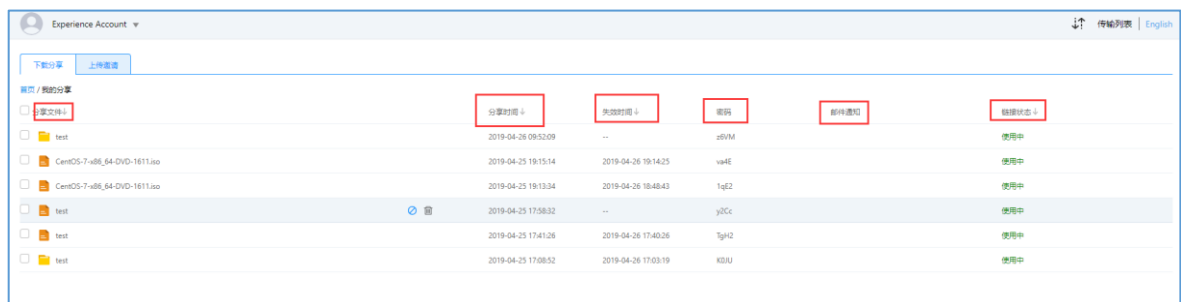 Experience Account 传输列表 English
下载分享 上传邀请
首页 / 我的分享
分享文件↓ 分享时间↓ 失效时间↓ 密码 邮件通知 链接状态↓
test 2019-04-26 09:52:09 -- z6VM 使用中
CentOS-7-x86_64-DVD-1611.iso 2019-04-25 19:15:14 2019-04-26 19:14:25 va4E 使用中
CentOS-7-x86_64-DVD-1611.iso 2019-04-25 19:13:34 2019-04-26 18:48:43 1qE2 使用中
test 2019-04-25 17:58:32 -- y2Cc 使用中
test 2019-04-25 17:41:26 2019-04-26 17:40:26 TgH2 使用中
test 2019-04-25 17:08:52 2019-04-26 17:03:19 K0JU 使用中